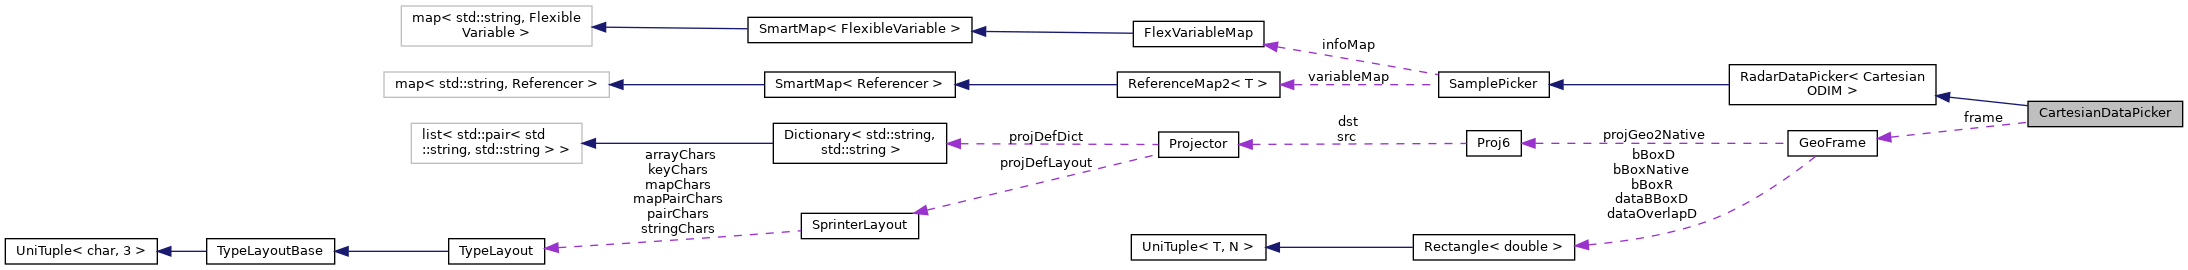 map< std::string, Flexible
Variable >
SmartMap< FlexibleVariable >
FlexVariableMap
infoMap
map< std::string, Referencer >
SmartMap< Referencer >
ReferenceMap2< T >
variableMap
SamplePicker
RadarDataPicker< Cartesian
ODIM >
CartesianDataPicker
frame
list< std::pair< std
::string, std::string > >
Dictionary< std::string,
std::string >
projDefDict
projDefLayout
Projector
dst
src
Proj6
projGeo2Native
GeoFrame
bBoxD
bBoxNative
bBoxR
dataBBoxD
dataOverlapD
arrayChars
keyChars
mapChars
mapPairChars
pairChars
stringChars
SprinterLayout
UniTuple< char, 3 >
TypeLayoutBase
TypeLayout
UniTuple< T, N >
Rectangle< double >